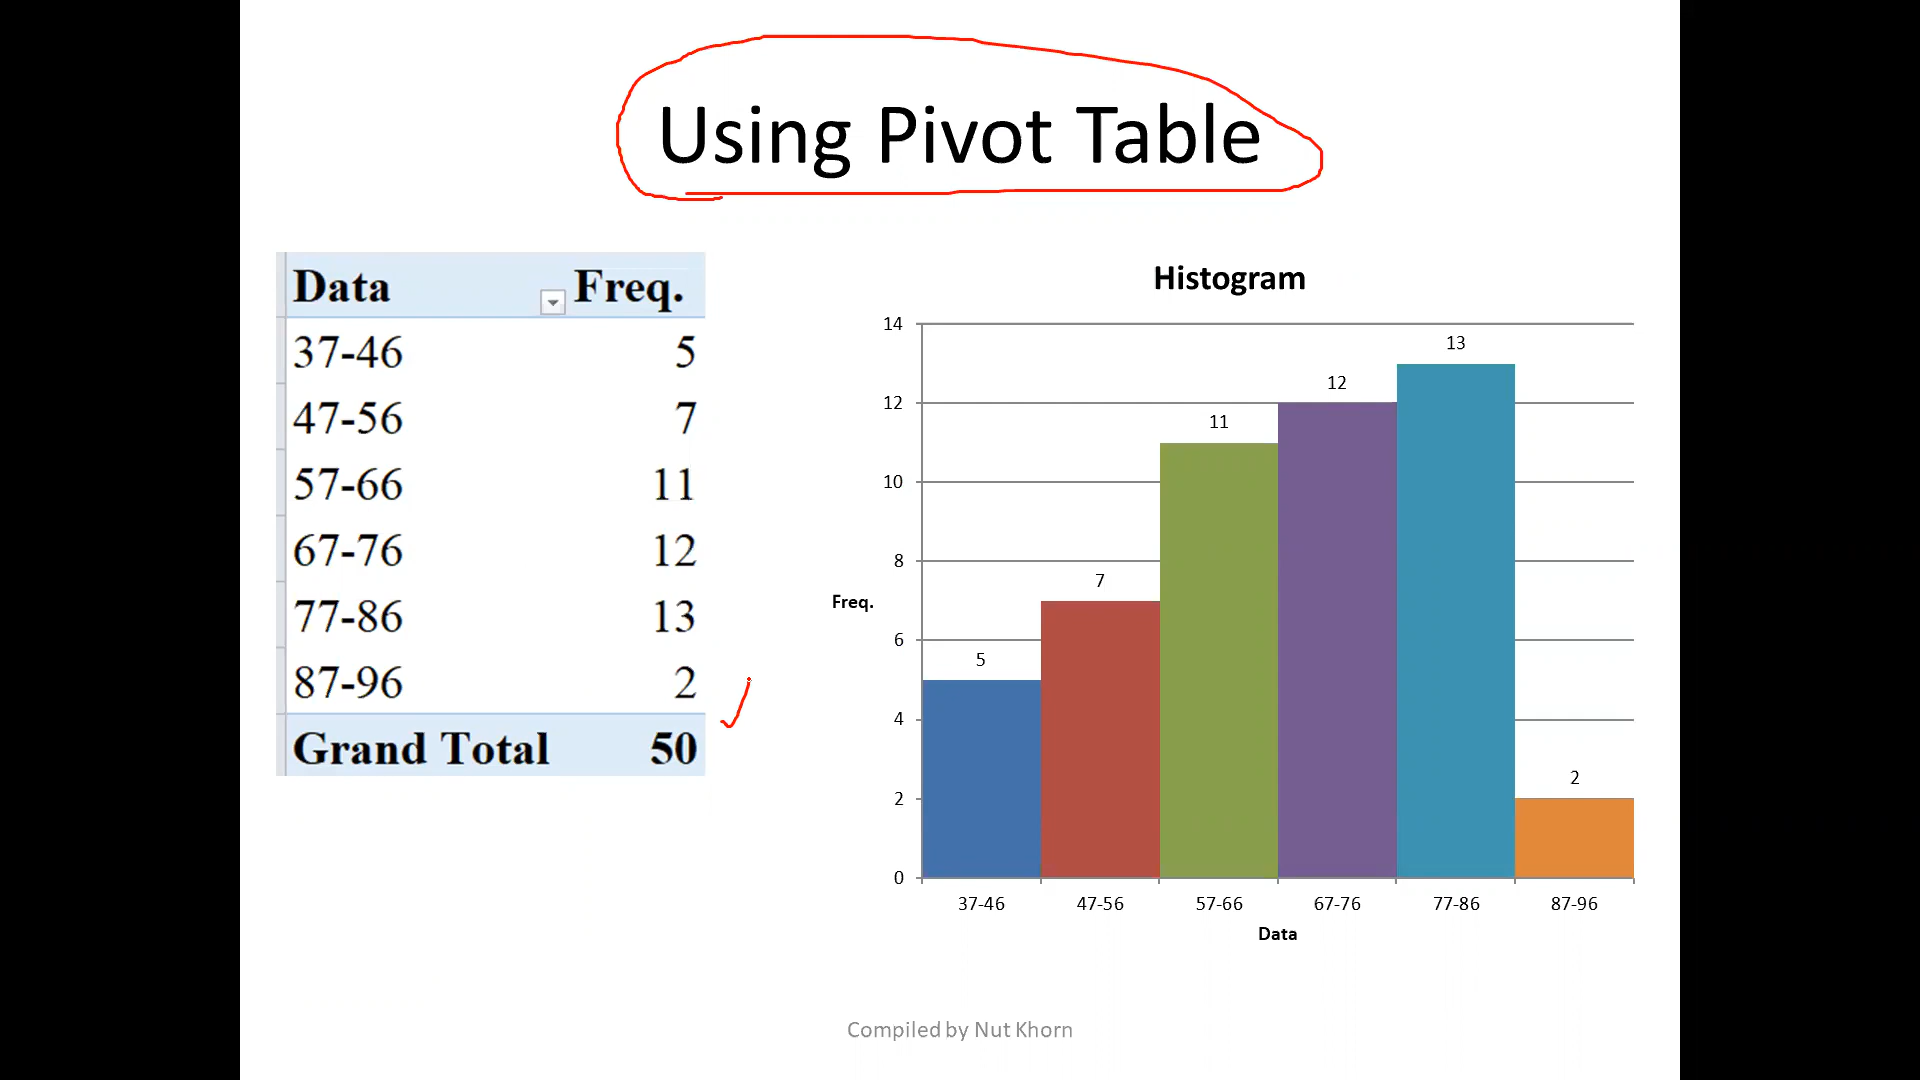 Using Pivot Table
Data Freq.
37-46 5
47-56 7
57-66 11
67-76 12
77-86 13
87-96 2
Grand Total 50
Histogram
14
12
10
8
6
4
2
0
Freq.
5
7
11
12
13
2
37-46 47-56 57-66 67-76 77-86 87-96
Data
Compiled by Nut Khorn